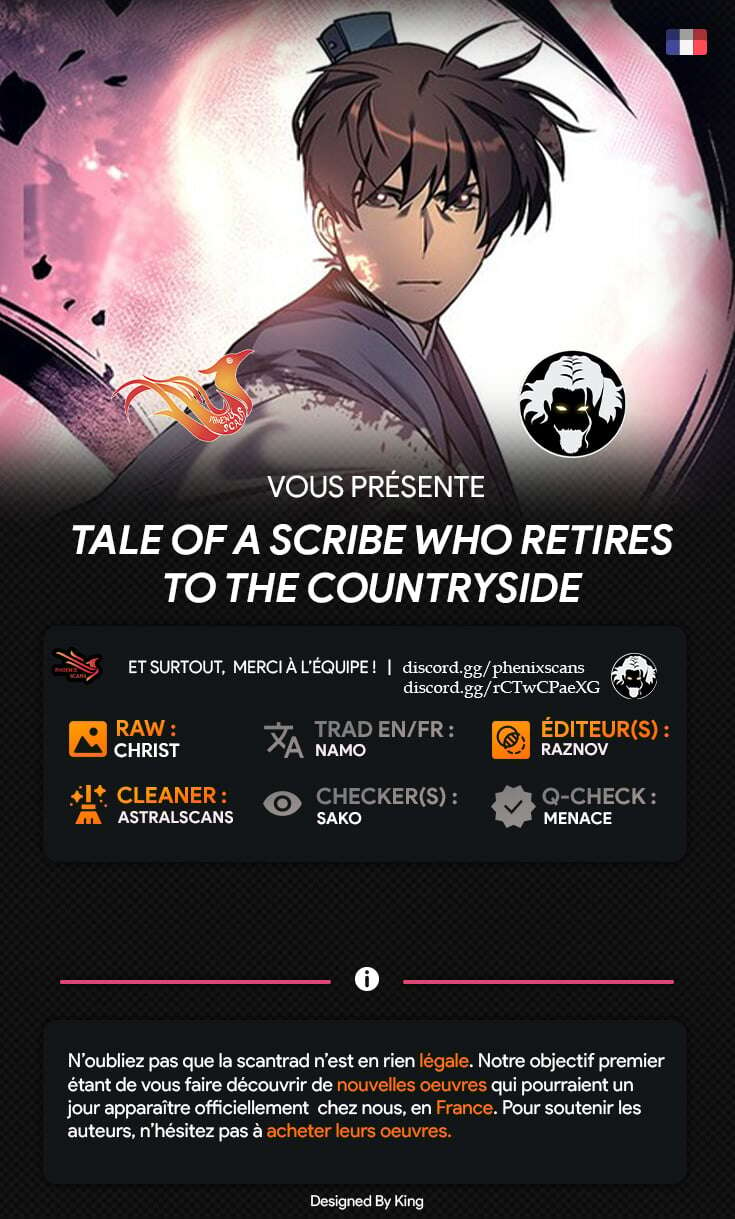 PHENIX
SCANS
VOUS PRÉSENTE
TALE OF A SCRIBE WHO RETIRES
TO THE COUNTRYSIDE
PHOENIX
SCANS
ET SURTOUT, MERCI À L'ÉQUIPE ! | discord.gg/phenixscans
discord.gg/rCTwCPaeXG
RAW : TRAD EN/FR : ÉDITEUR(S) :
CHRIST NAMO RAZNOV
CLEANER : CHECKER(S) : Q-CHECK :
ASTRALSCANS SAKO MENACE
N'oubliez pas que la scantrad n'est en rien légale. Notre objectif premier
étant de vous faire découvrir de nouvelles oeuvres qui pourraient un
jour apparaître officiellement chez nous, en France. Pour soutenir les
auteurs, n'hésitez pas à acheter leurs oeuvres.
Designed By King